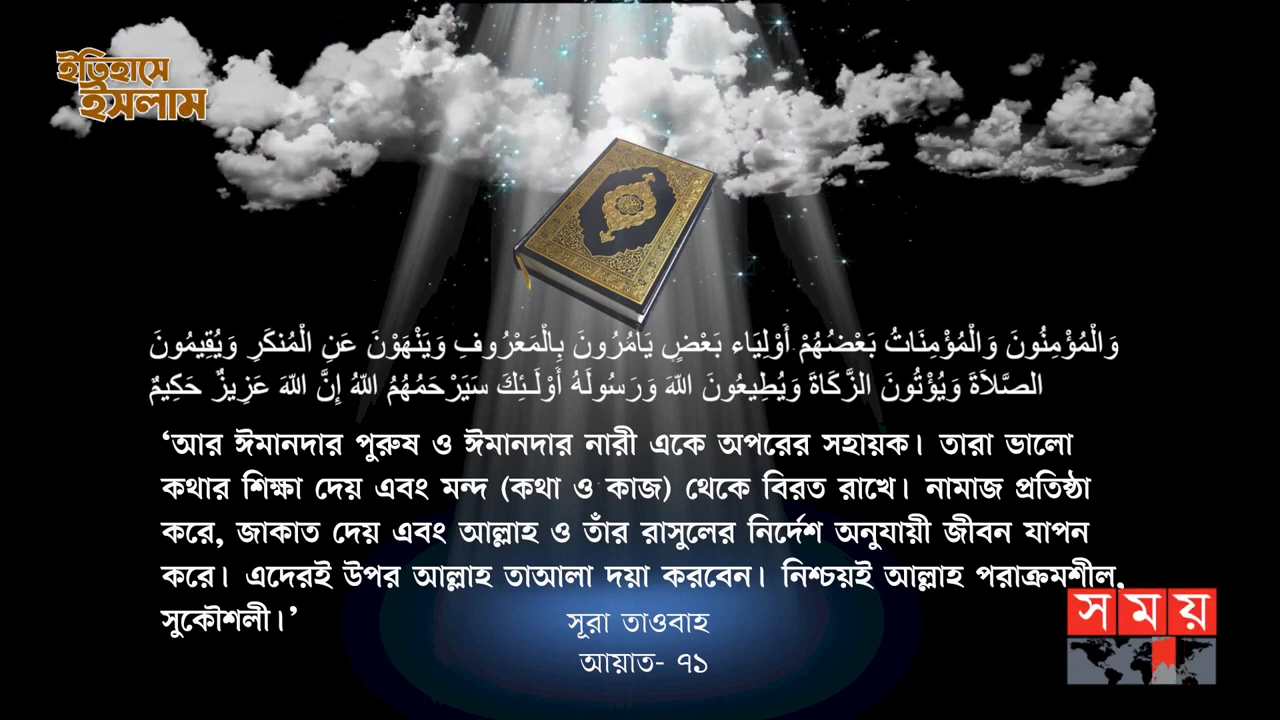 ইতিহাসে
ইসলাম
وَالْمُؤْمِنُونَ وَالْمُؤْمِنَاتُ بَعْضُهُمْ أَوْلِيَاء بَعْضٍ يَأْمُرُونَ بِالْمَعْرُوفِ وَيَنْهَوْنَ عَنِ الْمُنكَرِ وَيُقِيمُونَ
الصَّلاَةَ وَيُؤْتُونَ الزَّكَاةَ وَيُطِيعُونَ اللّهَ وَرَسُولَهُ أُوْلَـئِكَ سَيَرْحَمُهُمُ اللّهُ إِنَّ اللّهَ عَزِيزٌ حَكِيمٌ
‘আর ঈমানদার পুরুষ ও ঈমানদার নারী একে অপরের সহায়ক। তারা ভালো
কথার শিক্ষা দেয় এবং মন্দ (কথা ও কাজ) থেকে বিরত রাখে। নামাজ প্রতিষ্ঠা
করে, জাকাত দেয় এবং আল্লাহ ও তাঁর রাসুলের নির্দেশ অনুযায়ী জীবন যাপন
করে। এদেরই উপর আল্লাহ তাআলা দয়া করবেন। নিশ্চয়ই আল্লাহ পরাক্রমশীল,
সুকৌশলী।’
সূরা তাওবাহ
আয়াত- ৭১
সময়